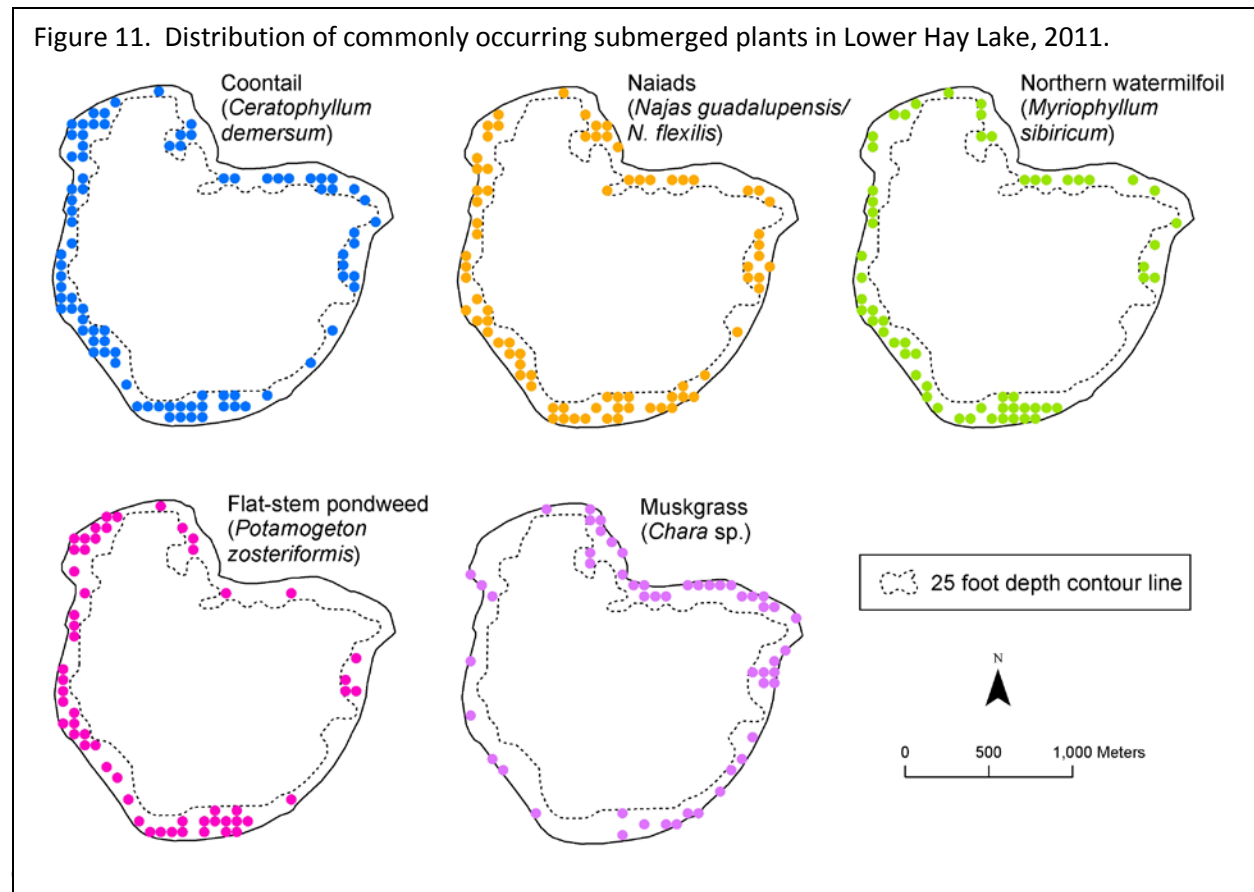 Figure 11.  Distribution of commonly occurring submerged plants in Lower Hay Lake, 2011.
Coontail
(Ceratophyllum
demersum)
Naiads
(Najas guadalupensis/
N. flexilis)
Northern watermilfoil
(Myriophyllum
sibiricum)
Flat-stem pondweed
(Potamogeton
zosteriformis)
Muskgrass
(Chara sp.)
25 foot depth contour line
N
0 500 1,000 Meters